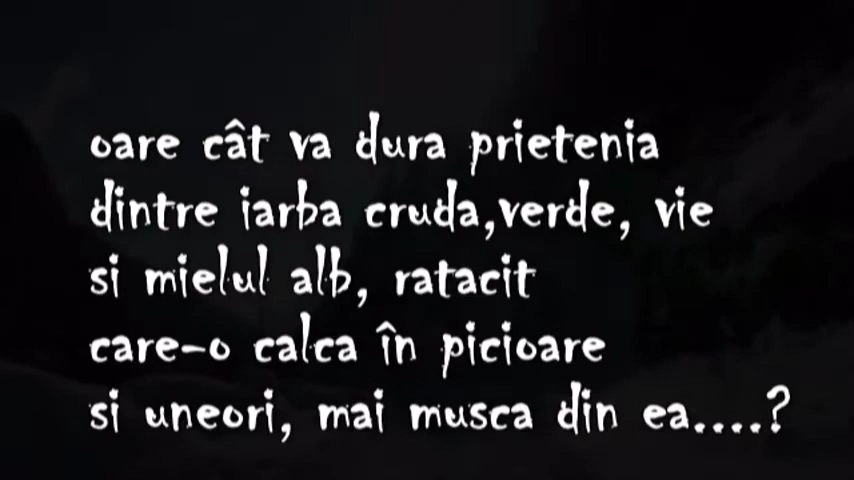 oare cât va dura prietenia
dintre iarba cruda,verde, vie
si mielul alb, ratacit
care-o calca în picioare
si uneori, mai musca din ea....?